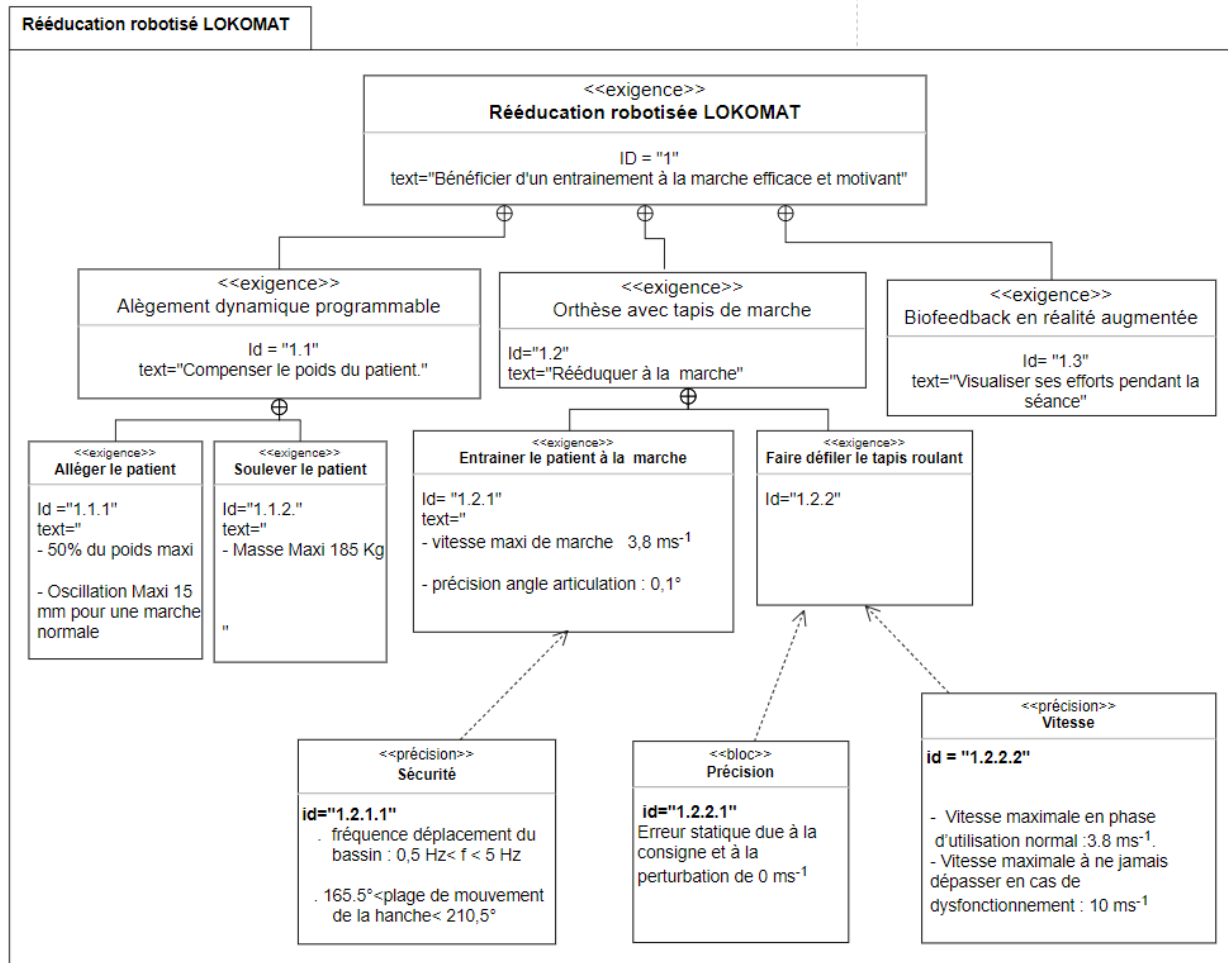 Rééducation robotisé LOKOMAT
<<exigence>>
Rééducation robotisée LOKOMAT
ID = "1"
text="Bénéficier d'un entrainement à la marche efficace et motivant"
<<exigence>>
Alègement dynamique programmable
Id = "1.1"
text="Compenser le poids du patient."
<<exigence>>
Orthèse avec tapis de marche
Id="1.2"
text="Rééduquer à la  marche"
<<exigence>>
Biofeedback en réalité augmentée
Id= "1.3"
text="Visualiser ses efforts pendant la
séance"
<<exigence>>
Alléger le patient
Id ="1.1.1"
text="
- 50% du poids maxi
- Oscillation Maxi 15
mm pour une marche
normale
<<exigence>>
Soulever le patient
Id="1.1.2."
text="
- Masse Maxi 185 Kg
"
<<exigence>>
Entrainer le patient à la  marche
Id= "1.2.1"
text="
- vitesse maxi de marche   3,8 ms⁻¹
- précision angle articulation : 0,1°
<<exigence>>
Faire défiler le tapis roulant
Id="1.2.2"
<<précision>>
Sécurité
id="1.2.1.1"
. fréquence déplacement du
bassin : 0,5 Hz< f < 5 Hz
. 165.5°<plage de mouvement
de la hanche< 210,5°
<<bloc>>
Précision
id="1.2.2.1"
Erreur statique due à la
consigne et à la
perturbation de 0 ms⁻¹
<<précision>>
Vitesse
id = "1.2.2.2"
- Vitesse maximale en phase
d'utilisation normal :3.8 ms⁻¹.
- Vitesse maximale à ne jamais
dépasser en cas de
dysfonctionnement : 10 ms⁻¹